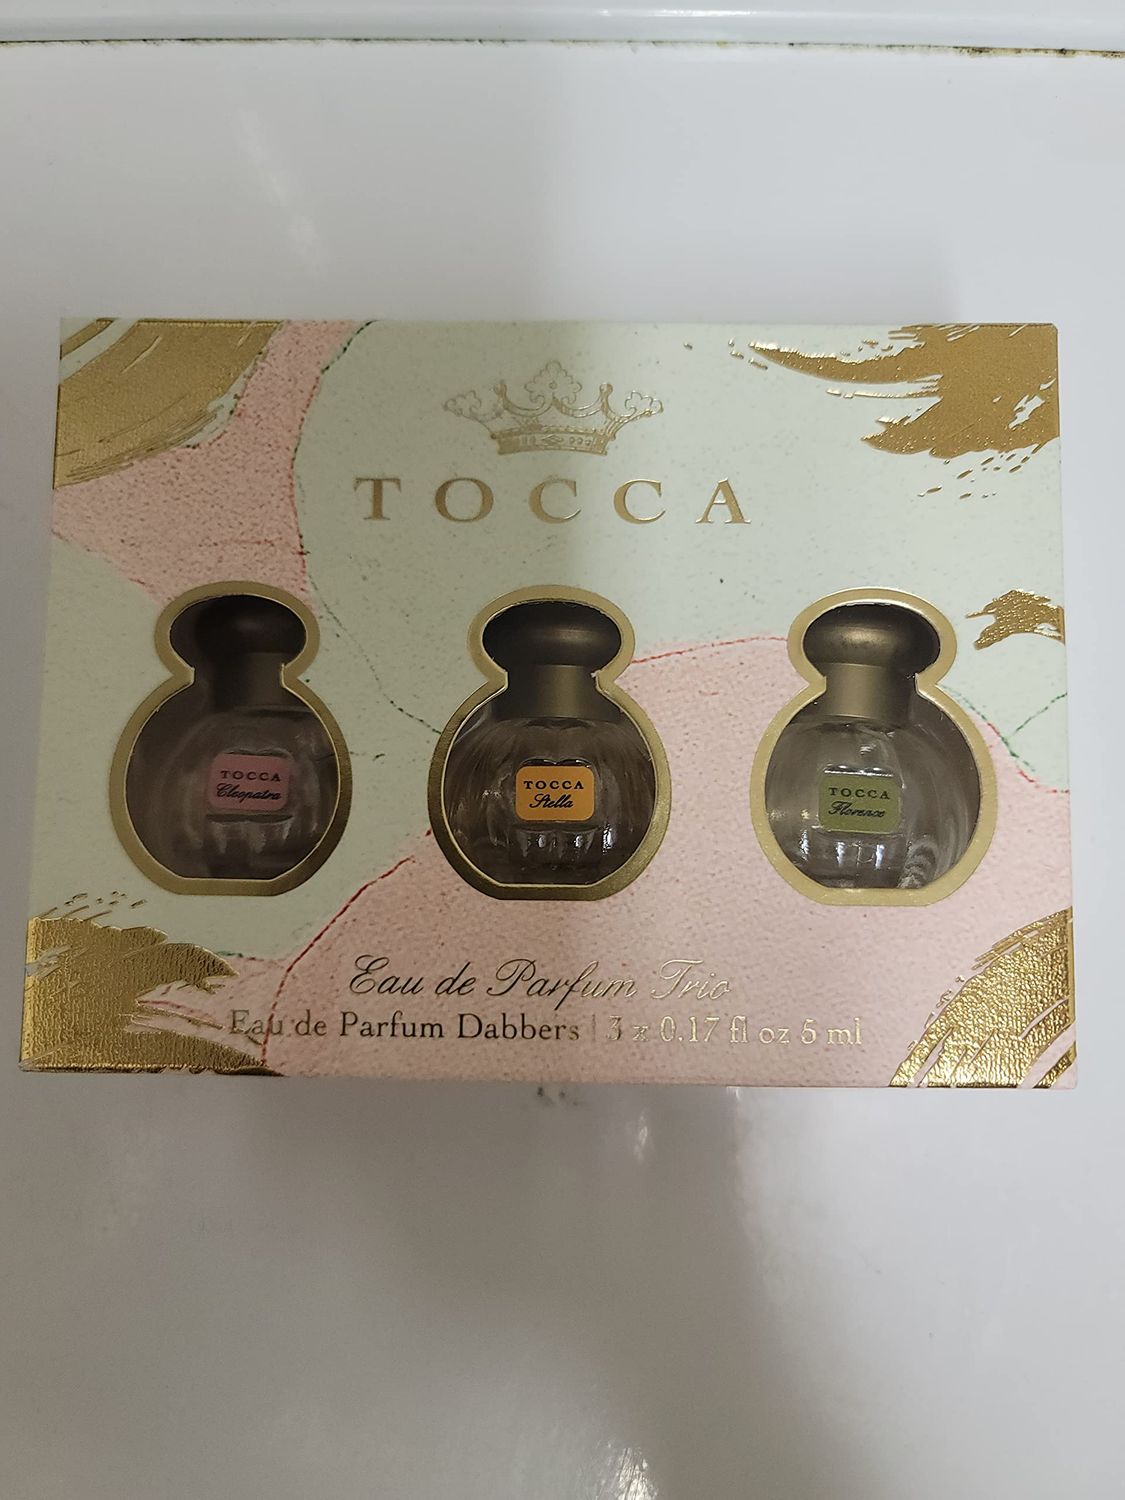 TOCCA
TOCCA
Cleopatra
TOCCA
Stella
TOCCA
Florence
Eau de Parfum Trio
Eau de Parfum Dabbers | 3 x 0.17 fl oz 5 ml